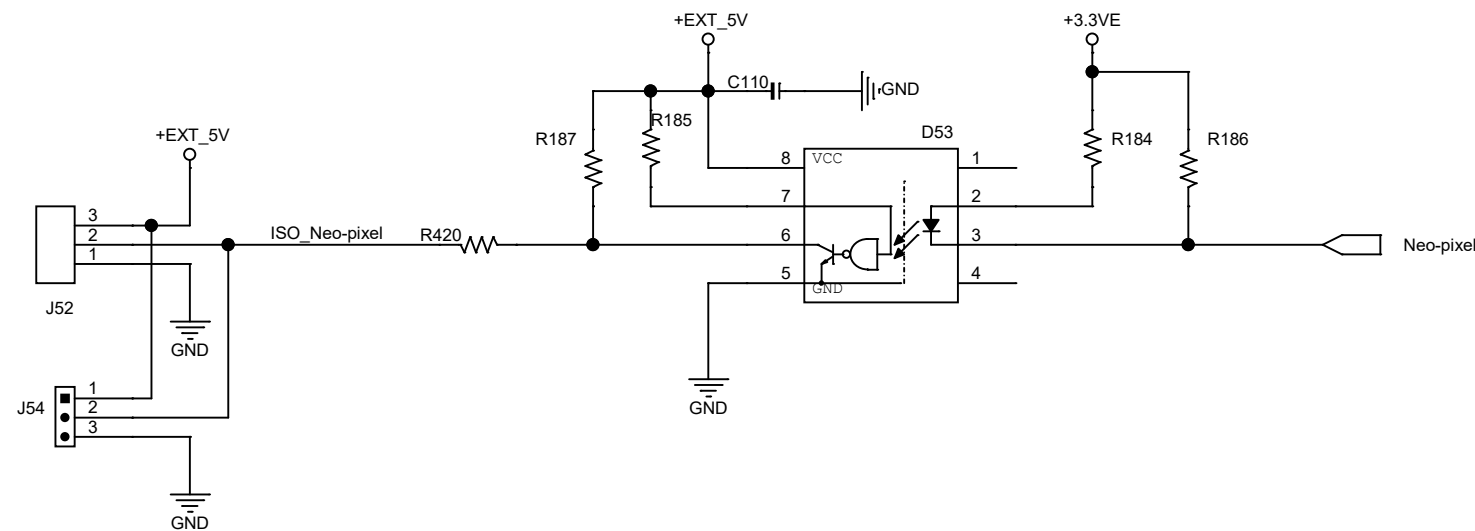 +EXT_5V
+3.3VE
C110
GND
R187
R185
D53
R184
R186
+EXT_5V
8
VCC
1
7
2
3
2
1
ISO_Neo-pixel
R420
6
3
Neo-pixel
5
GND
4
J52
GND
J54
1
2
3
GND
GND